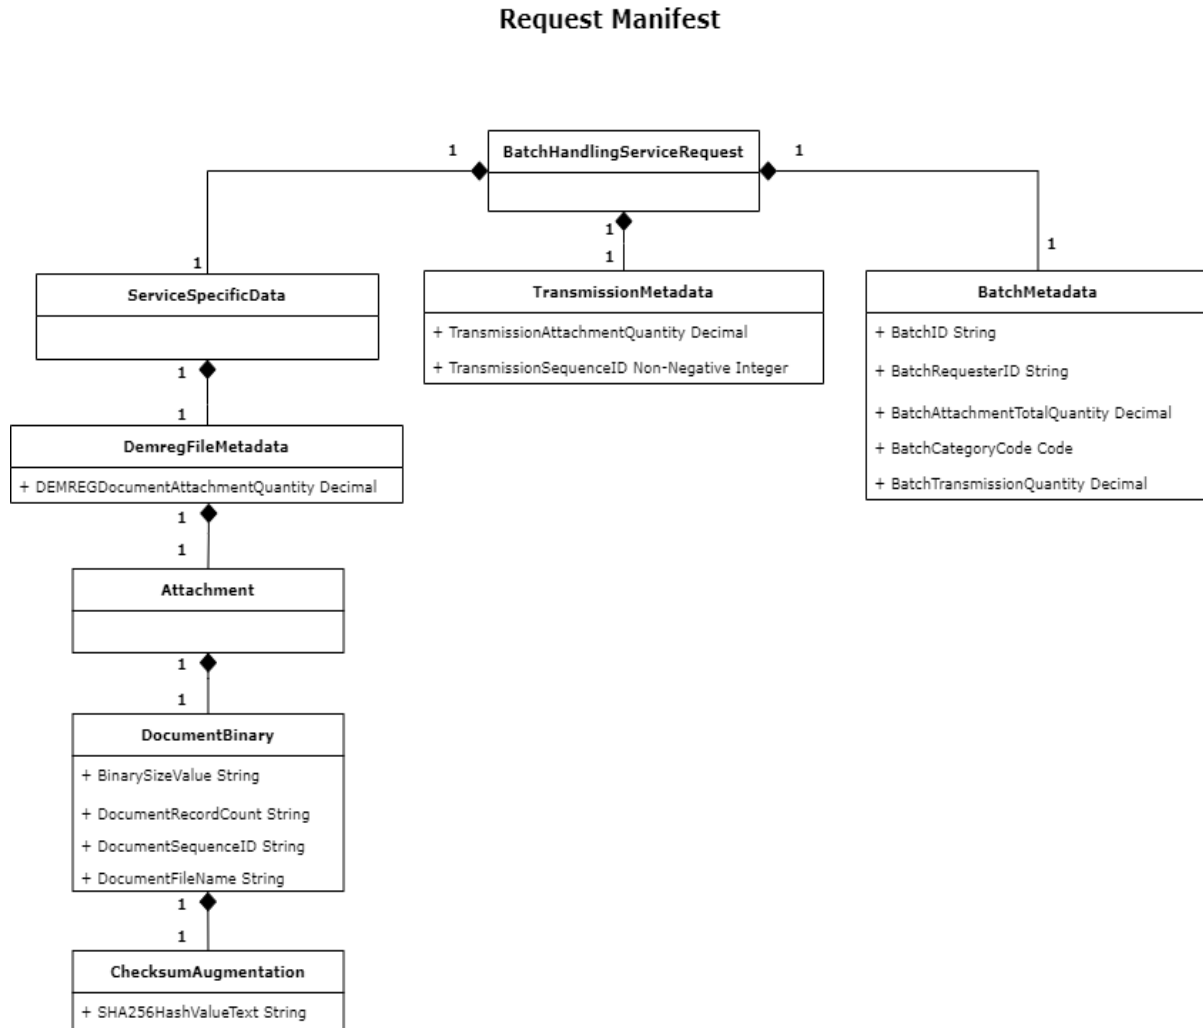 Request Manifest
1
BatchHandlingServiceRequest
1
1
1
1
1
ServiceSpecificData
TransmissionMetadata
+ TransmissionAttachmentQuantity Decimal
+ TransmissionSequenceID Non-Negative Integer
BatchMetadata
+ BatchID String
+ BatchRequesterID String
+ BatchAttachmentTotalQuantity Decimal
+ BatchCategoryCode Code
+ BatchTransmissionQuantity Decimal
1
1
DemregFileMetadata
+ DEMREGDocumentAttachmentQuantity Decimal
1
1
Attachment
1
1
DocumentBinary
+ BinarySizeValue String
+ DocumentRecordCount String
+ DocumentSequenceID String
+ DocumentFileName String
1
1
ChecksumAugmentation
+ SHA256HashValueText String